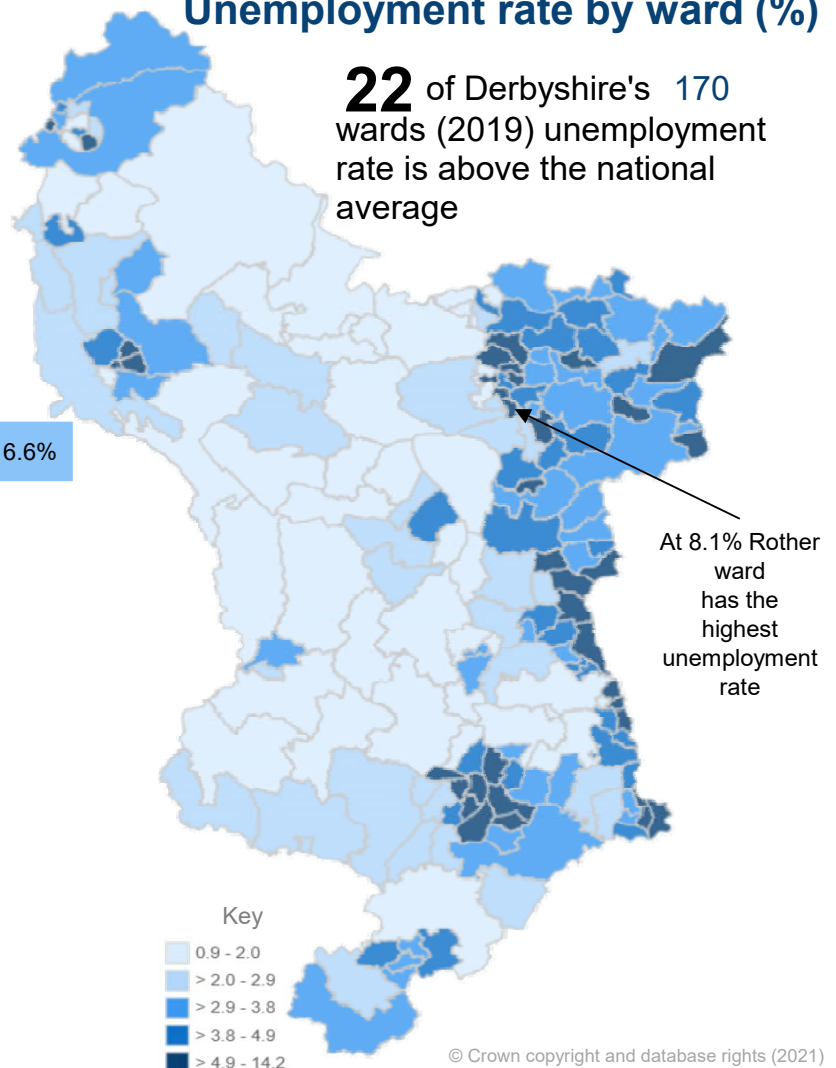 Unemployment rate by ward (%)
22 of Derbyshire's 170
wards (2019) unemployment
rate is above the national
average
6.6%
At 8.1% Rother
ward
has the
highest
unemployment
rate
Key
0.9 - 2.0
> 2.0 - 2.9
> 2.9 - 3.8
> 3.8 - 4.9
> 4.9 - 14.2
© Crown copyright and database rights (2021)